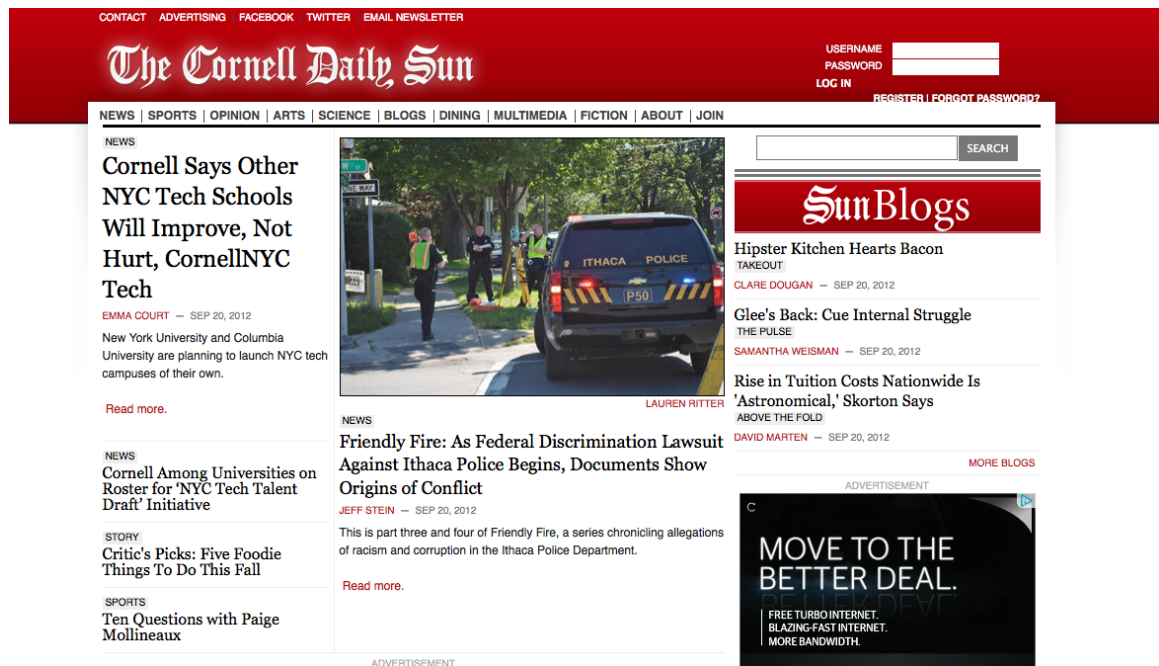 CONTACT ADVERTISING FACEBOOK TWITTER EMAIL NEWSLETTER
The Cornell Daily Sun
USERNAME
PASSWORD
LOG IN
REGISTER | FORGOT PASSWORD?
NEWS | SPORTS | OPINION | ARTS | SCIENCE | BLOGS | DINING | MULTIMEDIA | FICTION | ABOUT | JOIN
NEWS
Cornell Says Other
NYC Tech Schools
Will Improve, Not
Hurt, CornellNYC
Tech
EMMA COURT — SEP 20, 2012
New York University and Columbia
University are planning to launch NYC tech
campuses of their own.
Read more.
NEWS
Cornell Among Universities on
Roster for ‘NYC Tech Talent
Draft’ Initiative
STORY
Critic's Picks: Five Foodie
Things To Do This Fall
SPORTS
Ten Questions with Paige
Mollineaux
W
ONE WAY
ITHACA POLICE
P50
LAUREN RITTER
NEWS
Friendly Fire: As Federal Discrimination Lawsuit
Against Ithaca Police Begins, Documents Show
Origins of Conflict
JEFF STEIN — SEP 20, 2012
This is part three and four of Friendly Fire, a series chronicling allegations
of racism and corruption in the Ithaca Police Department.
Read more.
ADVERTISEMENT
SEARCH
SunBlogs
Hipster Kitchen Hearts Bacon
TAKEOUT
CLARE DOUGAN — SEP 20, 2012
Glee's Back: Cue Internal Struggle
THE PULSE
SAMANTHA WEISMAN — SEP 20, 2012
Rise in Tuition Costs Nationwide Is
'Astronomical,' Skorton Says
ABOVE THE FOLD
DAVID MARTEN — SEP 20, 2012
MORE BLOGS
ADVERTISEMENT
C
MOVE TO THE
BETTER DEAL.
FREE TURBO INTERNET.
BLAZING-FAST INTERNET.
MORE BANDWIDTH.